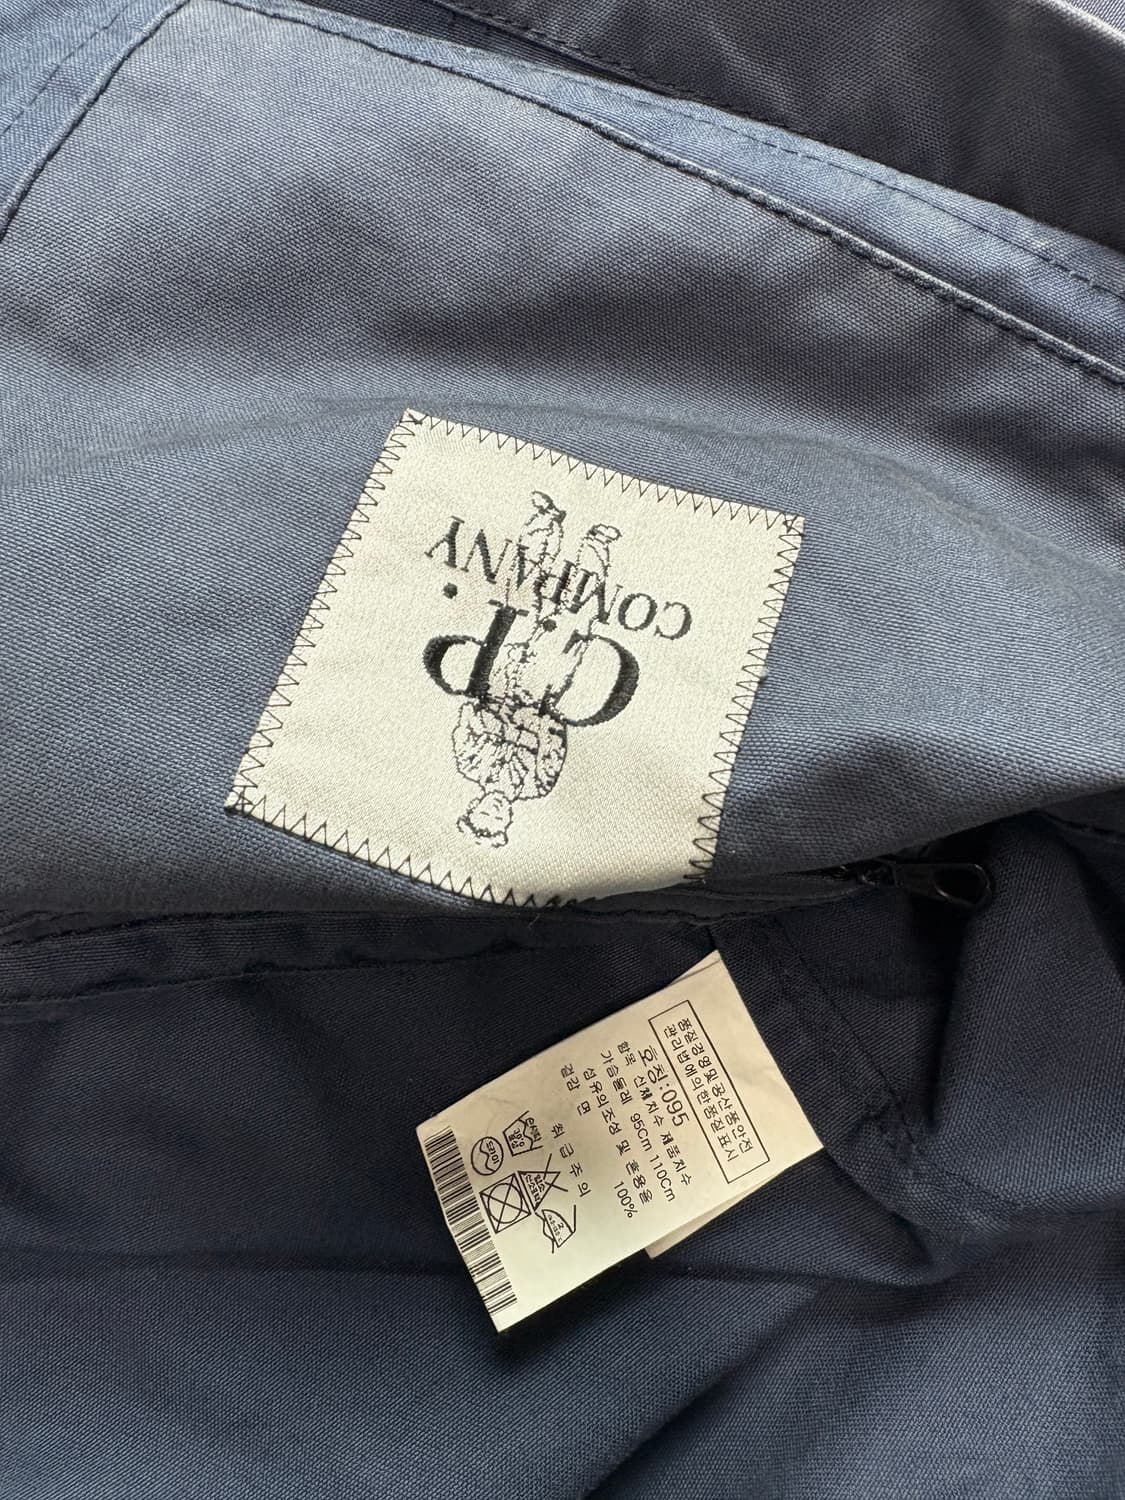 C.P.
COMPANY
품질경영및공산품안전
관리법에의한품질표시
호칭:095
항목 신체치수 제품치수
가슴둘레 95Cm 110Cm
섬유의조성 및 혼용율
겉감 면 100%
취급주의